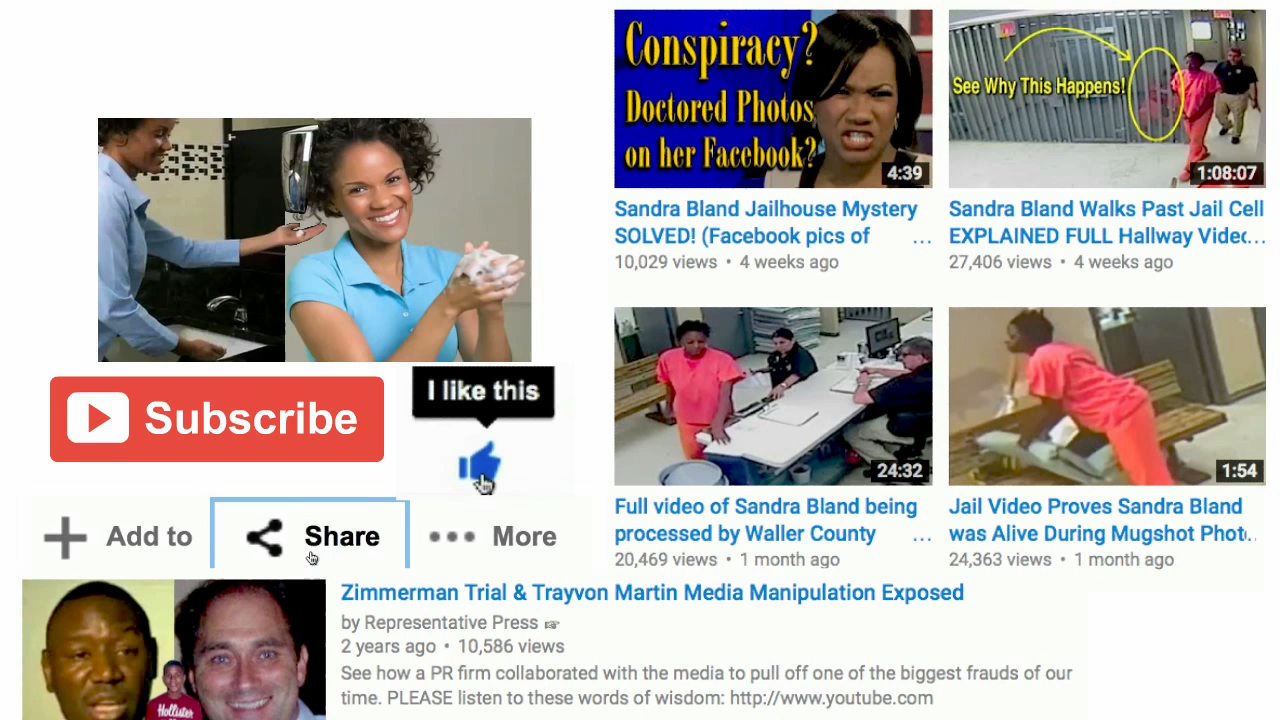 Conspiracy?
Doctored Photos
on her Facebook?
4:39
Sandra Bland Jailhouse Mystery
SOLVED! (Facebook pics of ...
10,029 views • 4 weeks ago
See Why This Happens!
1:08:07
Sandra Bland Walks Past Jail Cell
EXPLAINED FULL Hallway Videc...
27,406 views • 4 weeks ago
Subscribe
I like this
Add to
Share
More
24:32
Full video of Sandra Bland being
processed by Waller County ...
20,469 views • 1 month ago
1:54
Jail Video Proves Sandra Bland
was Alive During Mugshot Phot..
24,363 views • 1 month ago
Hollister
Zimmerman Trial & Trayvon Martin Media Manipulation Exposed
by Representative Press ☞
2 years ago • 10,586 views
See how a PR firm collaborated with the media to pull off one of the biggest frauds of our
time. PLEASE listen to these words of wisdom: http://www.youtube.com